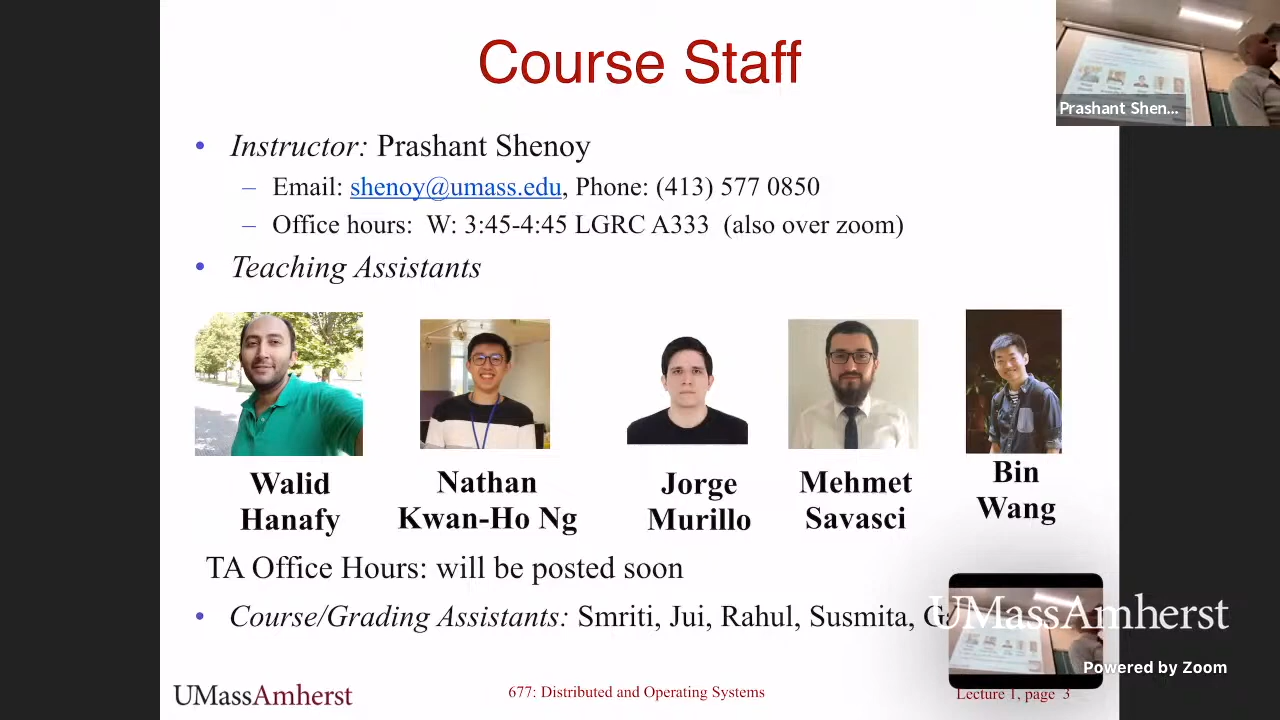 Course Staff
Prashant Shen...
• Instructor: Prashant Shenoy
– Email: shenoy@umass.edu, Phone: (413) 577 0850
– Office hours: W: 3:45-4:45 LGRC A333 (also over zoom)
• Teaching Assistants
Walid
Hanafy
Nathan
Kwan-Ho Ng
Jorge
Murillo
Mehmet
Savasci
Bin
Wang
TA Office Hours: will be posted soon
• Course/Grading Assistants: Smriti, Jui, Rahul, Susmita,
UMassAmherst
Powered by Zoom
UMassAmherst
677: Distributed and Operating Systems
Lecture 1, page 3